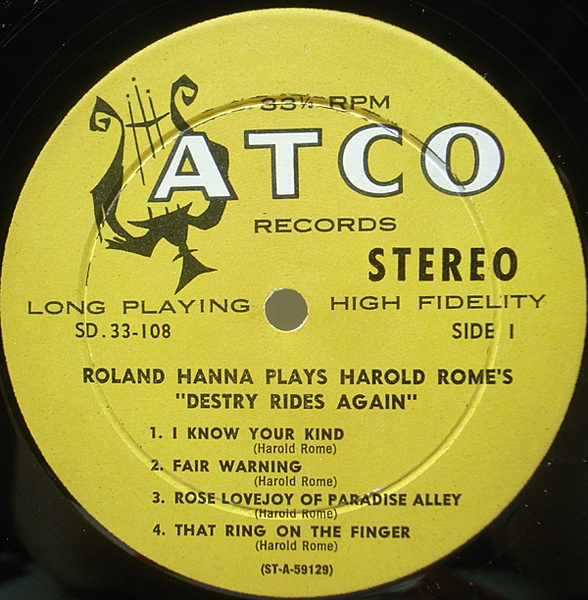 33⅓ RPM
ATCO
RECORDS
STEREO
LONG PLAYING HIGH FIDELITY
SD.33-108 SIDE 1
ROLAND HANNA PLAYS HAROLD ROME'S
"DESTRY RIDES AGAIN"
1. I KNOW YOUR KIND
(Harold Rome)
2. FAIR WARNING
(Harold Rome)
3. ROSE LOVEJOY OF PARADISE ALLEY
(Harold Rome)
4. THAT RING ON THE FINGER
(Harold Rome)
(ST-A-59129)